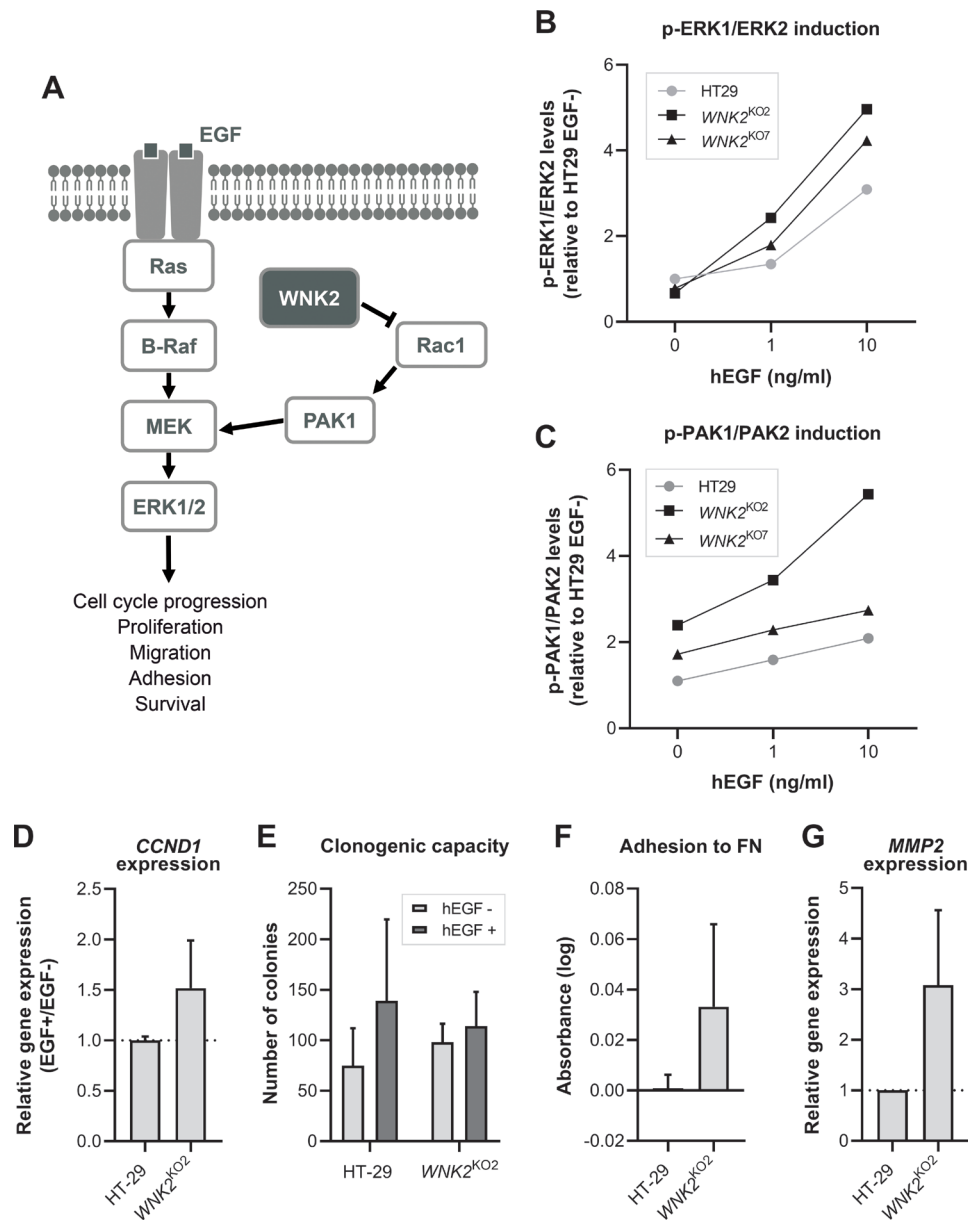 A
EGF
Ras
WNK2
B-Raf
Rac1
MEK
PAK1
ERK1/2
Cell cycle progression
Proliferation
Migration
Adhesion
Survival
B
p-ERK1/ERK2 induction
p-ERK1/ERK2 levels
(relative to HT29 EGF-)
6
4
2
0
HT29
WNK2KO2
WNK2KO7
0 1 10
hEGF (ng/ml)
C
p-PAK1/PAK2 induction
p-PAK1/PAK2 levels
(relative to HT29 EGF-)
6
4
2
0
HT29
WNK2KO2
WNK2KO7
0 1 10
hEGF (ng/ml)
D
CCND1
expression
Relative gene expression
(EGF+/EGF-)
2.5
2.0
1.5
1.0
0.5
0.0
HT-29
WNK2KO2
E
Clonogenic capacity
Number of colonies
250
200
150
100
50
0
hEGF -
hEGF +
HT-29 WNK2KO2
F
Adhesion to FN
Absorbance (log)
0.08
0.06
0.04
0.02
0.00
-0.02
HT-29
WNK2KO2
G
MMP2
expression
Relative gene expression
5
4
3
2
1
0
HT-29
WNK2KO2